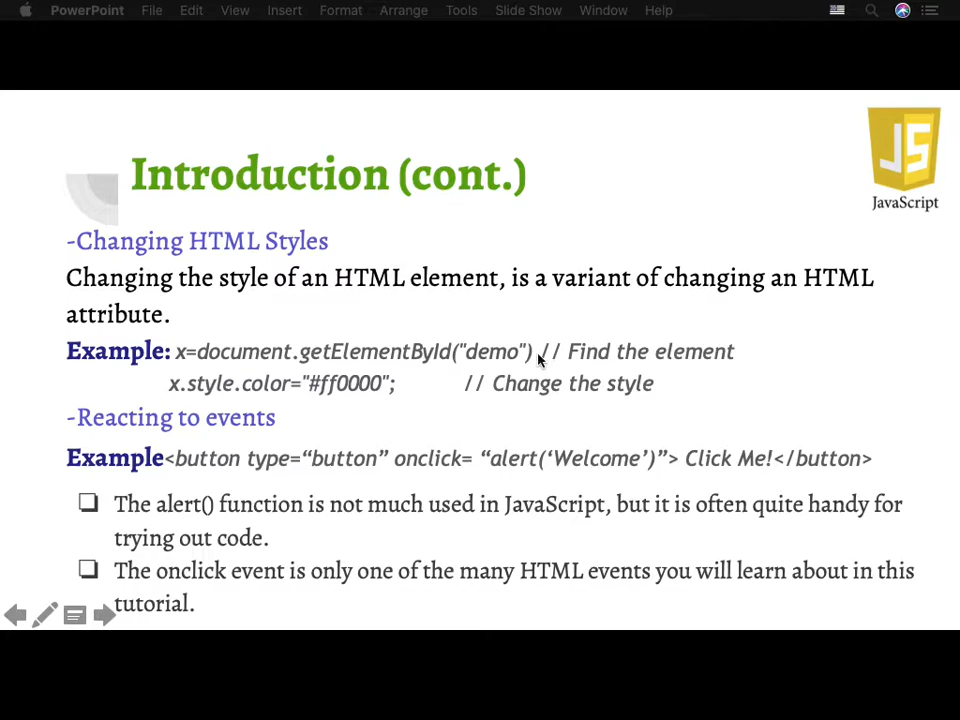 PowerPoint File Edit View Insert Format Arrange Tools Slide Show Window Help
JS
JavaScript
Introduction (cont.)
-Changing HTML Styles
Changing the style of an HTML element, is a variant of changing an HTML
attribute.
Example: x=document.getElementById("demo") // Find the element
x.style.color="#ff0000"; // Change the style
-Reacting to events
Example<button type=“button” onclick= “alert(‘Welcome’)”> Click Me!</button>
❑ The alert() function is not much used in JavaScript, but it is often quite handy for
trying out code.
❑ The onclick event is only one of the many HTML events you will learn about in this
tutorial.